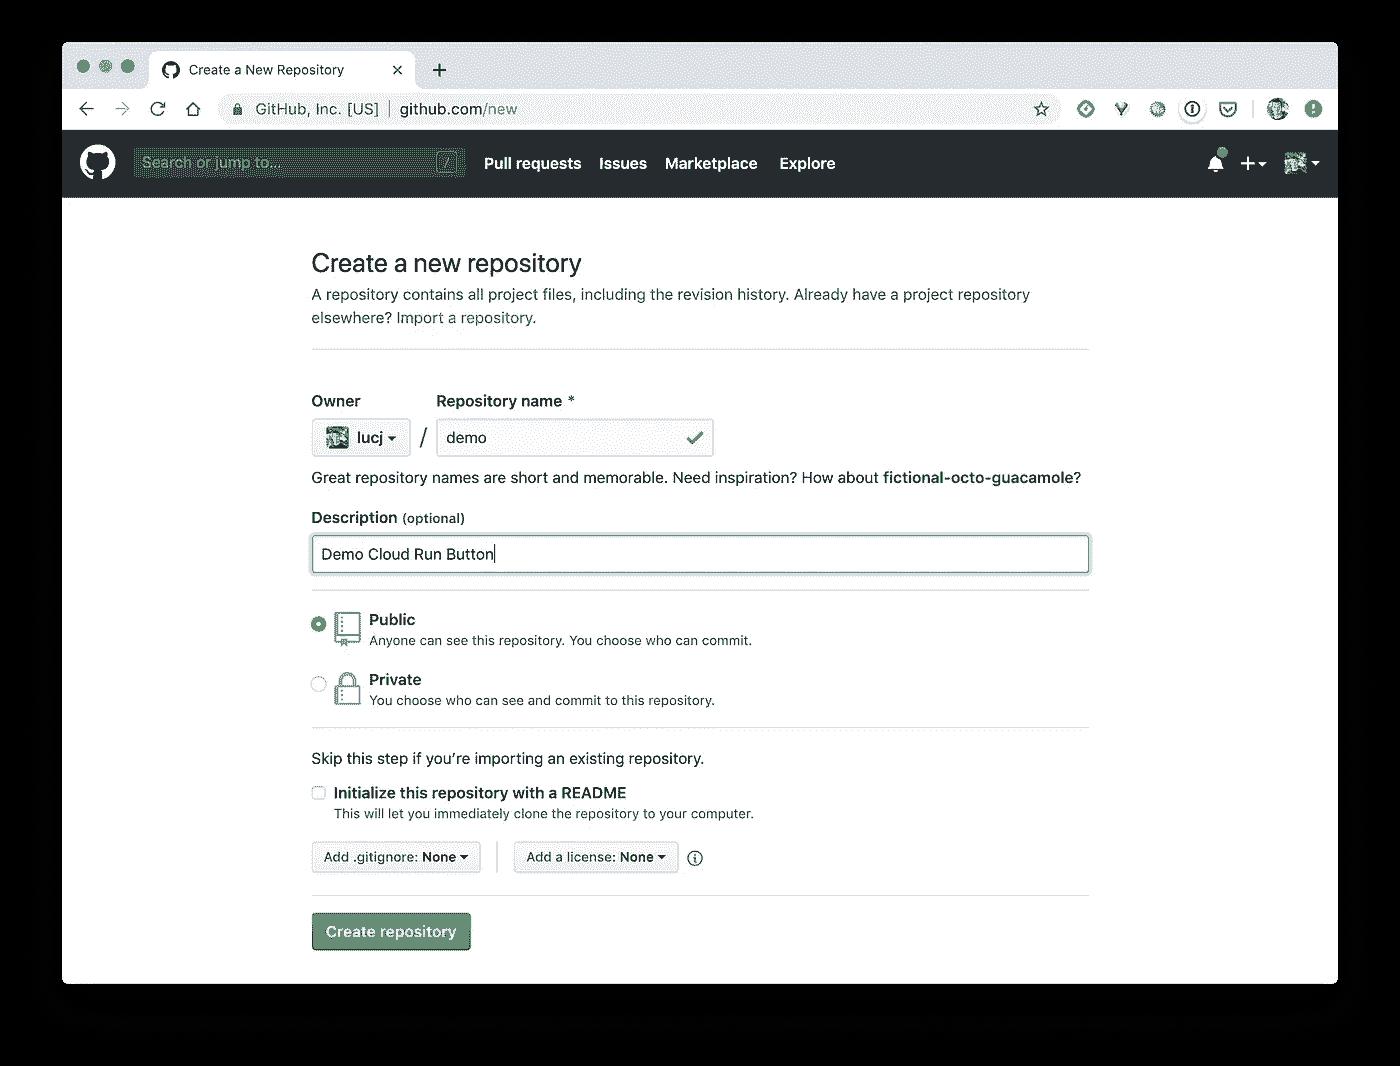 Create a New Repository
GitHub, Inc. [US] github.com/new
Search or jump to... / Pull requests Issues Marketplace Explore
Create a new repository
A repository contains all project files, including the revision history. Already have a project repository
elsewhere? Import a repository.
Owner Repository name *
lucj / demo
Great repository names are short and memorable. Need inspiration? How about fictional-octo-guacamole?
Description (optional)
Demo Cloud Run Button
Public
Anyone can see this repository. You choose who can commit.
Private
You choose who can see and commit to this repository.
Skip this step if you’re importing an existing repository.
Initialize this repository with a README
This will let you immediately clone the repository to your computer.
Add .gitignore: None Add a license: None
Create repository